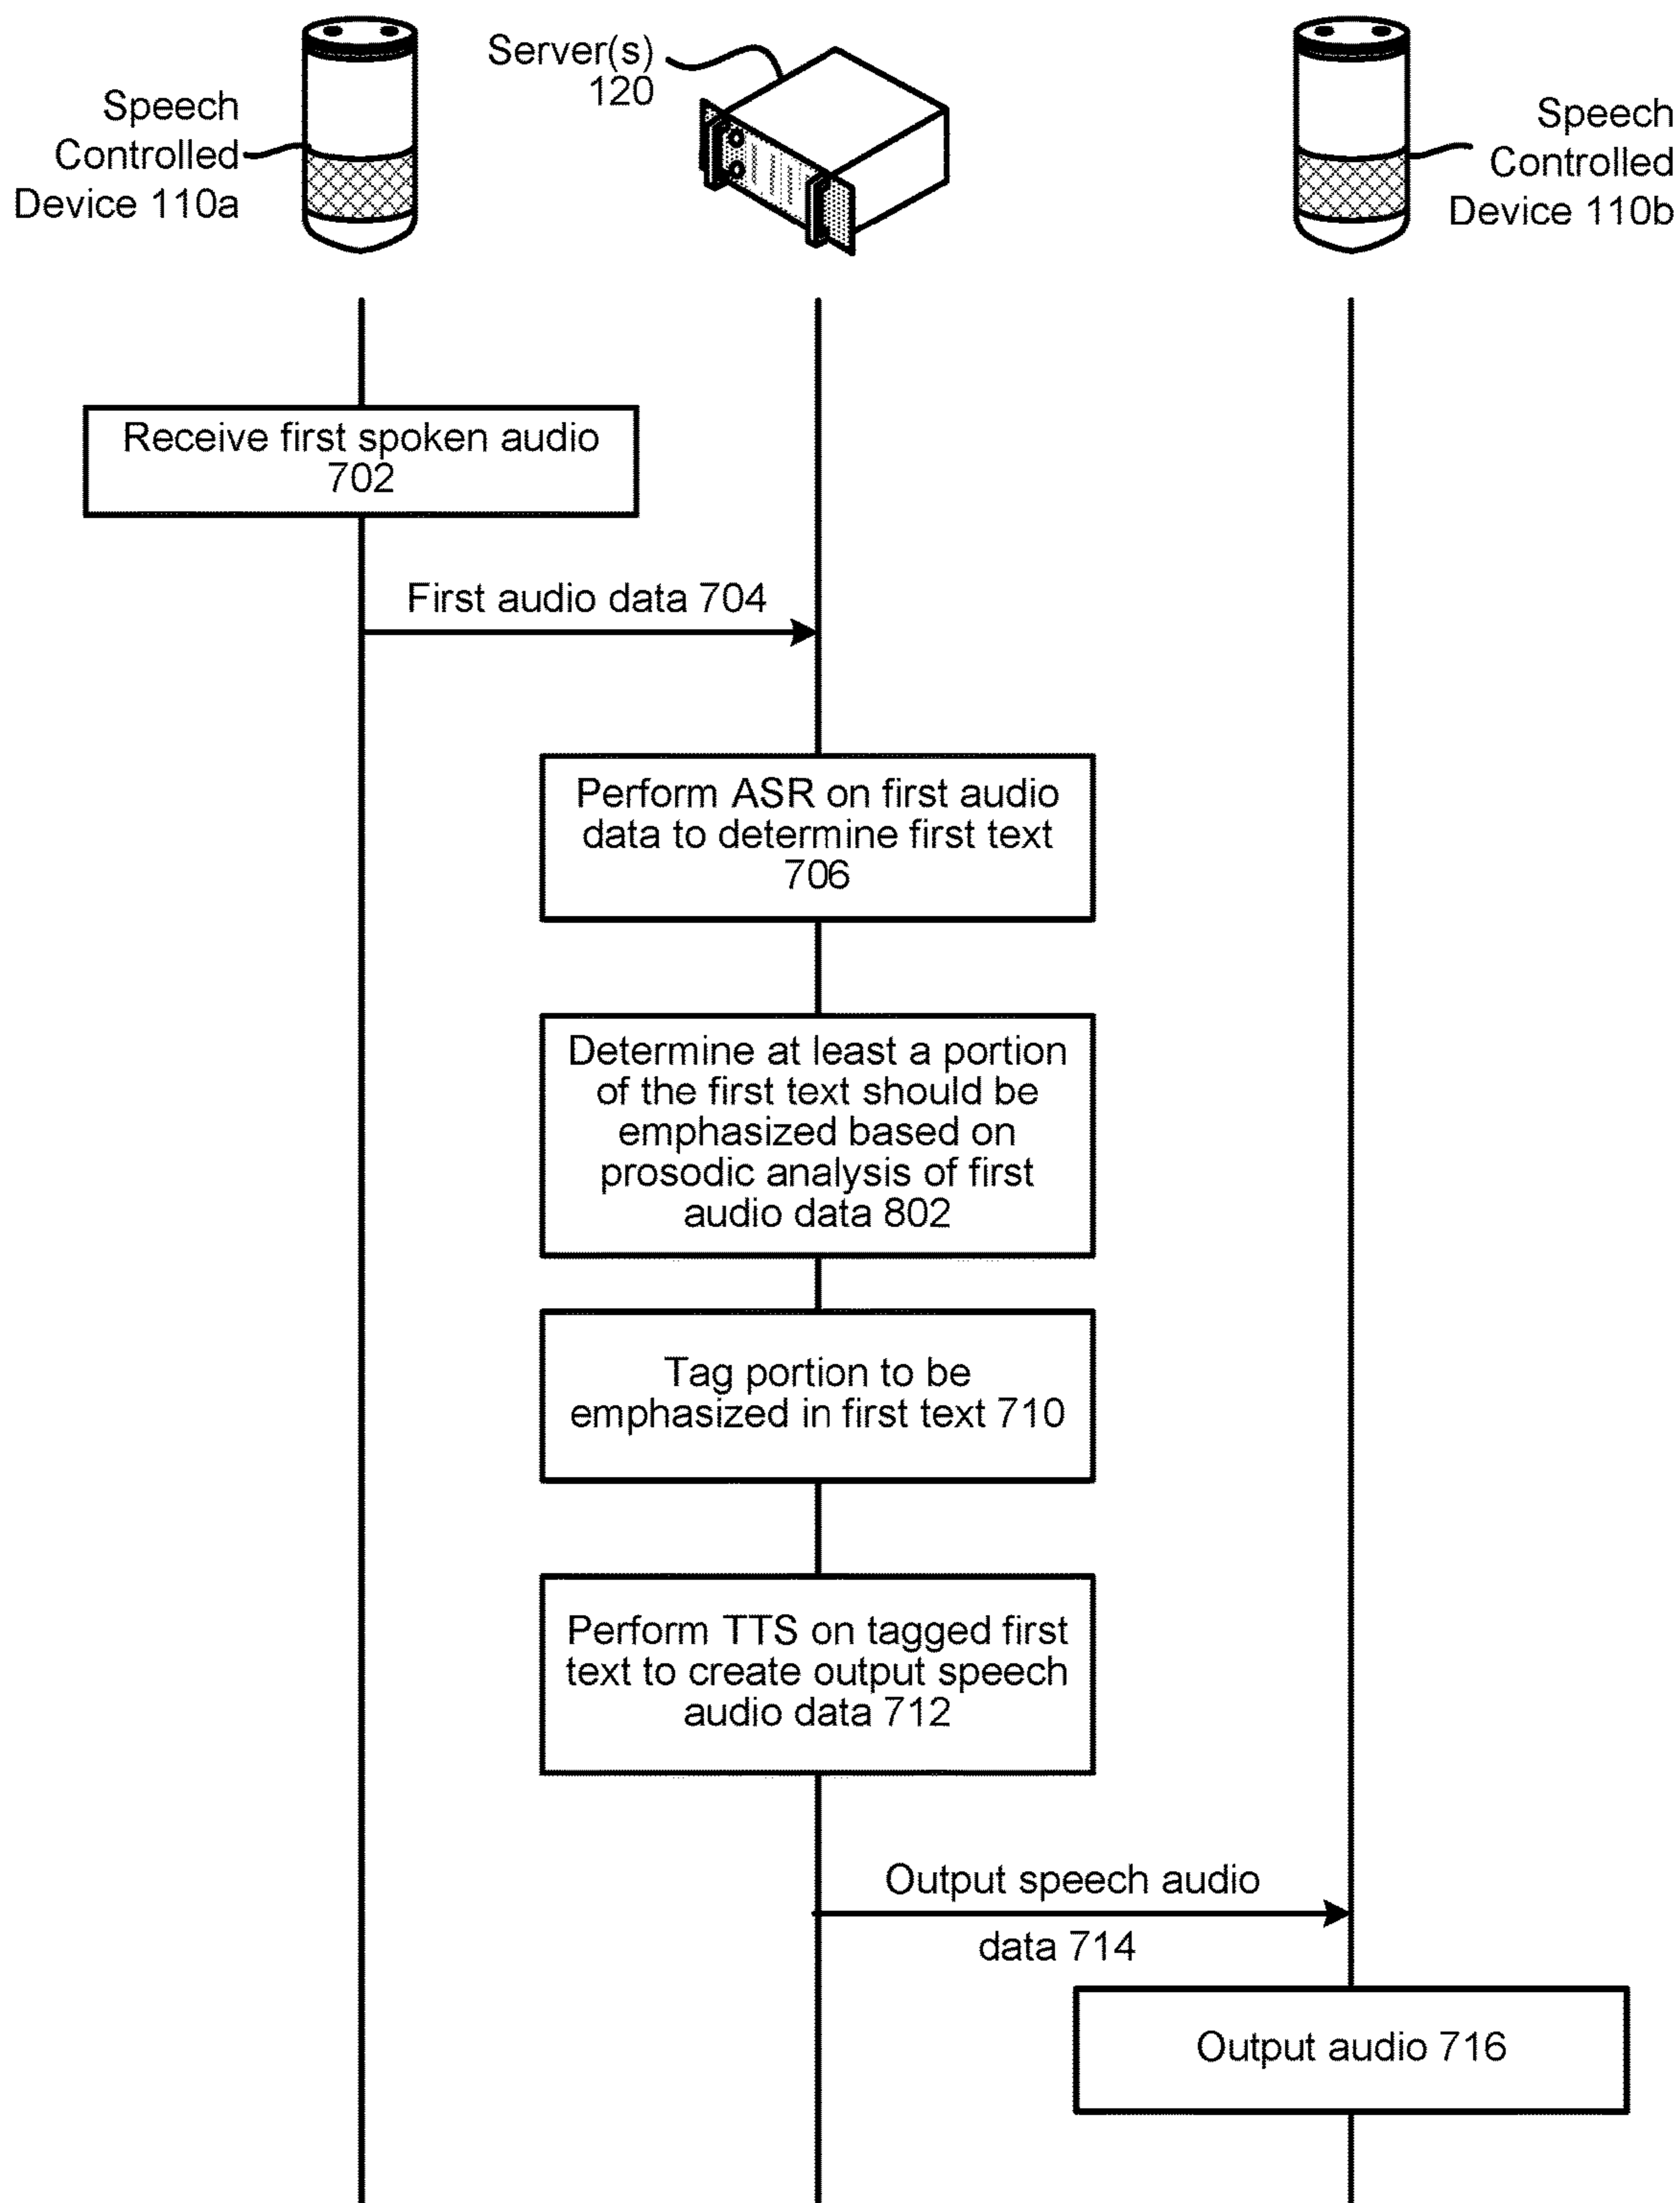 Speech
Controlled
Device 110a
Server(s)
120
Speech
Controlled
Device 110b
Receive first spoken audio
702
First audio data 704
Perform ASR on first audio
data to determine first text
706
Determine at least a portion
of the first text should be
emphasized based on
prosodic analysis of first
audio data 802
Tag portion to be
emphasized in first text 710
Perform TTS on tagged first
text to create output speech
audio data 712
Output speech audio
data 714
Output audio 716